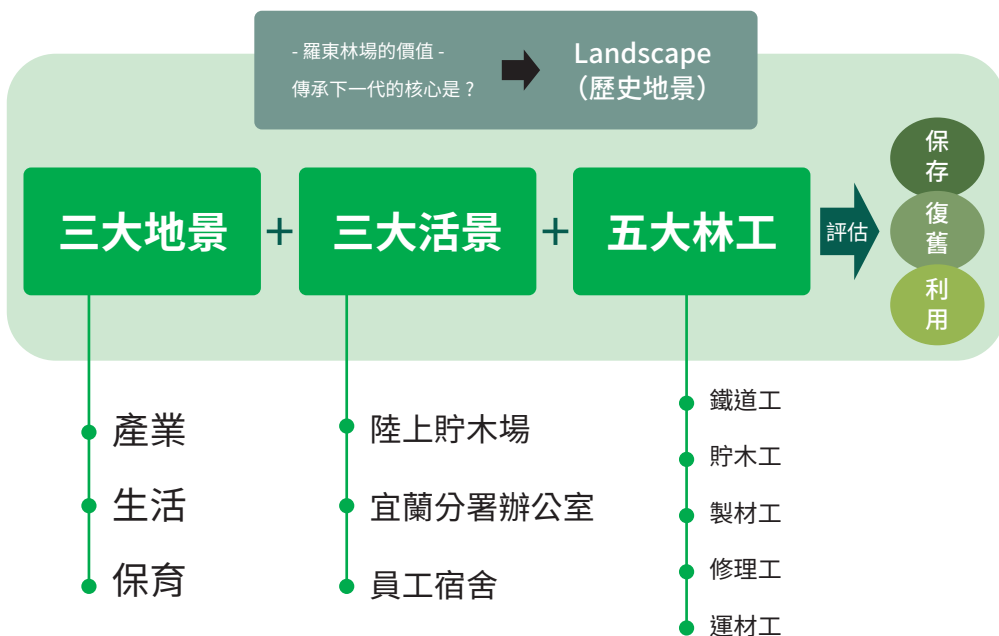 - 羅東林場的價值 -
傳承下一代的核心是？
Landscape
（歷史地景）
三大地景
+
三大活景
+
五大林工
評估
保存
復舊
利用
產業
生活
保育
陸上貯木場
宜蘭分署辦公室
員工宿舍
鐵道工
貯木工
製材工
修理工
運材工